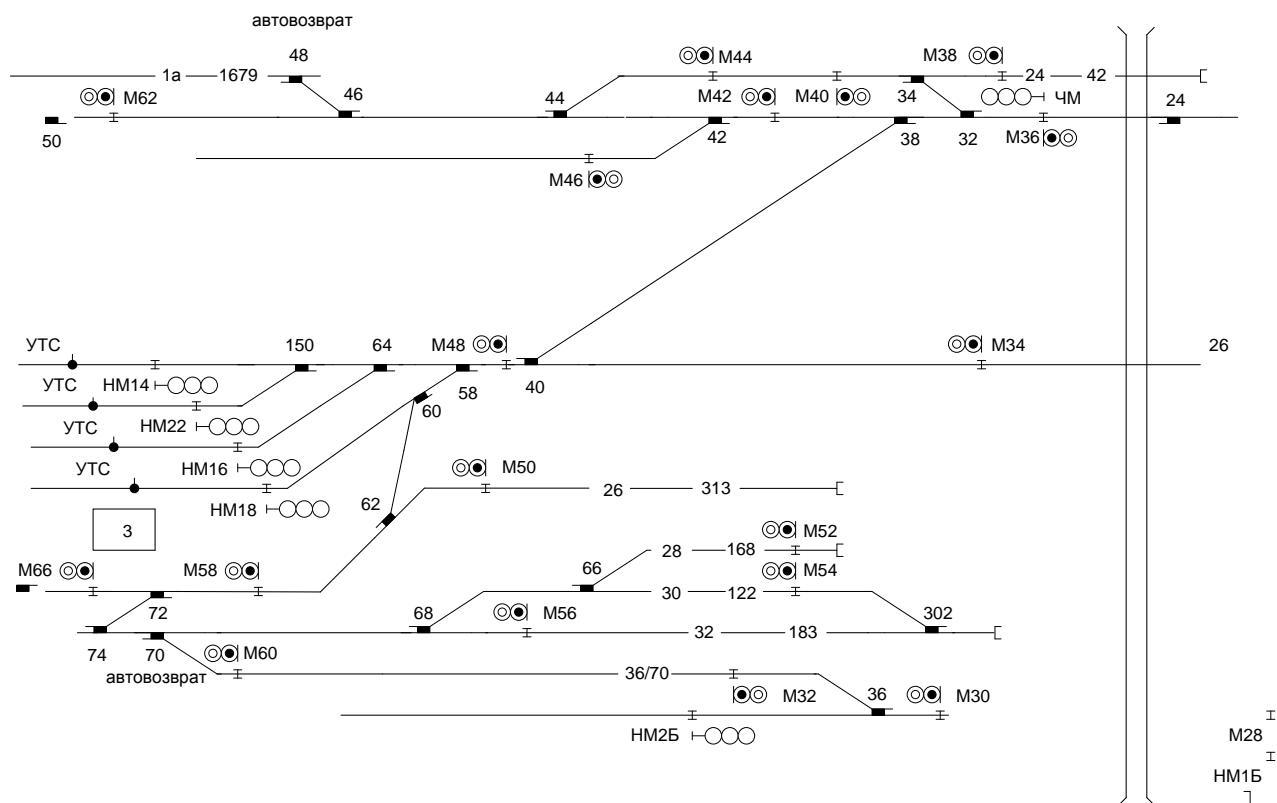 автовозврат
48
М44
М38
1а 1679
24 42
М62
46
44
М42
М40
34
ЧМ
24
50
42
38
32
М36
М46
УТС
150
64
М48
М34
26
УТС
НМ14
58
40
УТС
НМ22
60
УТС
НМ16
М50
НМ18
62
26 313
3
М52
М66
М58
66
28 168
М54
72
68
М56
30 122
302
74
70
М60
32 183
автовозврат
36/70
М32
36
М30
НМ2Б
М28
НМ1Б